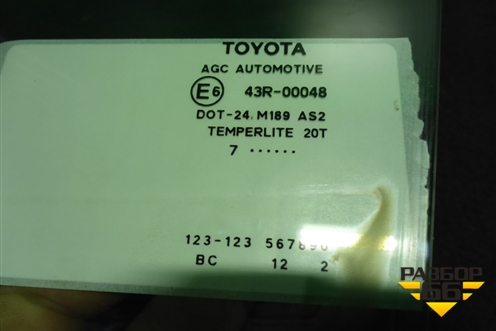 TOYOTA
AGC AUTOMOTIVE
E6 43R-00048
DOT-24.M189 AS2
TEMPERLITE 20T
7 ......
123-123 567890
BC 12 2
РАЗБОР
66